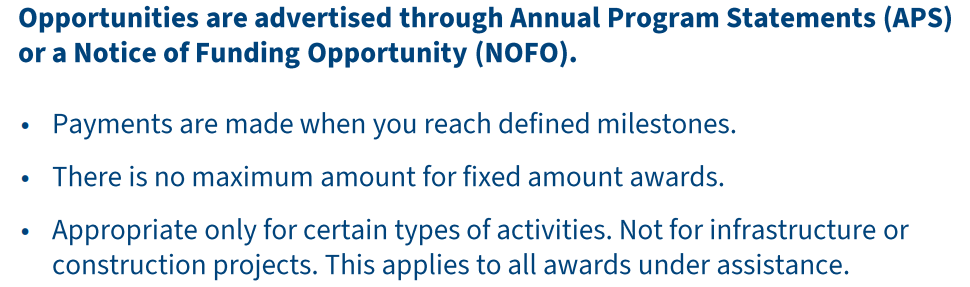 Opportunities are advertised through Annual Program Statements (APS)
or a Notice of Funding Opportunity (NOFO).
• Payments are made when you reach defined milestones.
• There is no maximum amount for fixed amount awards.
• Appropriate only for certain types of activities. Not for infrastructure or
construction projects. This applies to all awards under assistance.